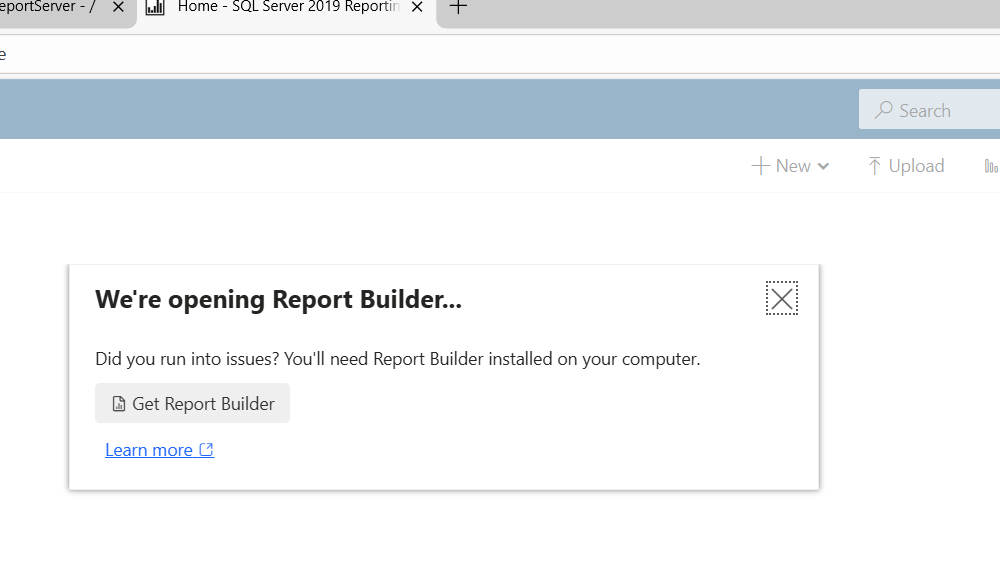 eportServer - /
Home - SQL Server 2019 Reportin
e
Search
New
Upload
We're opening Report Builder...
Did you run into issues? You'll need Report Builder installed on your computer.
Get Report Builder
Learn more